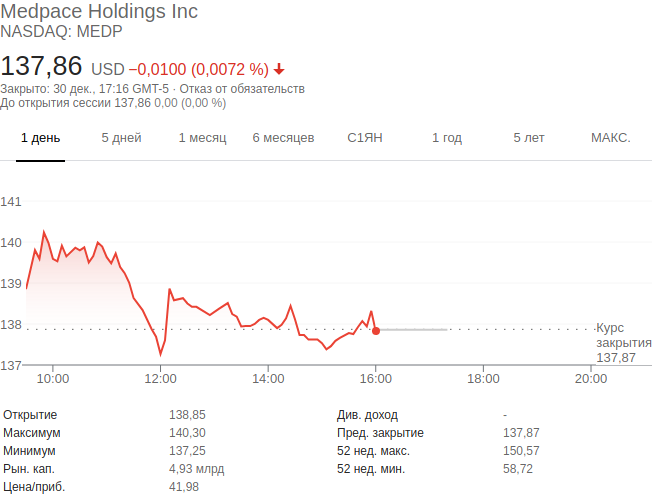 Medpace Holdings Inc
NASDAQ: MEDP
137,86 USD −0,0100 (0,0072 %)
Закрыто: 30 дек., 17:16 GMT-5 · Отказ от обязательств
До открытия сессии 137,86 0,00 (0,00 %)
1 день 5 дней 1 месяц 6 месяцев С1ЯН 1 год 5 лет МАКС.
141
140
139
138
137
Курс
закрытия
137,87
10:00 12:00 14:00 16:00 18:00 20:00
Открытие 138,85 Див. доход -
Максимум 140,30 Пред. закрытие 137,87
Минимум 137,25 52 нед. макс. 150,57
Рын. кап. 4,93 млрд 52 нед. мин. 58,72
Цена/приб. 41,98